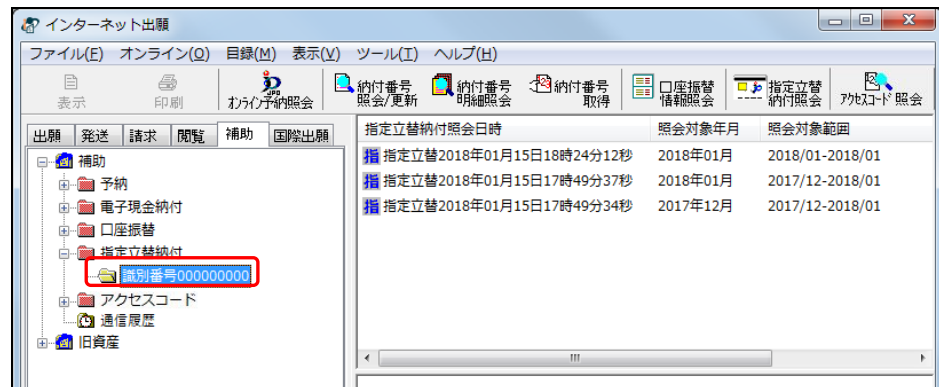 インターネット出願
ファイル(F) オンライン(O) 目録(M) 表示(V) ツール(T) ヘルプ(H)
表示 印刷 オンライン予納照会 納付番号照会/更新 納付番号明細照会 納付番号取得 口座振替情報照会 指定立替納付照会 アクセスコード照会
出願 発送 請求 閲覧 補助 国際出願
補助
予納
電子現金納付
口座振替
指定立替納付
識別番号000000000
アクセスコード
通信履歴
旧資産
指定立替納付照会日時 照会対象年月 照会対象範囲
指 指定立替2018年01月15日18時24分12秒 2018年01月 2018/01-2018/01
指 指定立替2018年01月15日17時49分37秒 2018年01月 2017/12-2018/01
指 指定立替2018年01月15日17時49分34秒 2017年12月 2017/12-2018/01